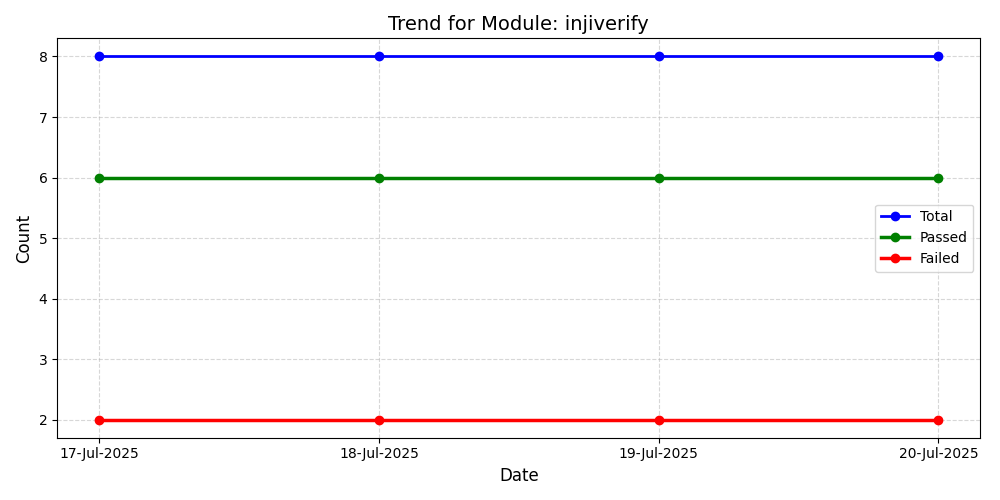 Trend for Module: injiverify
Count
8
7
6
5
4
3
2
Total
Passed
Failed
17-Jul-2025
18-Jul-2025
19-Jul-2025
20-Jul-2025
Date